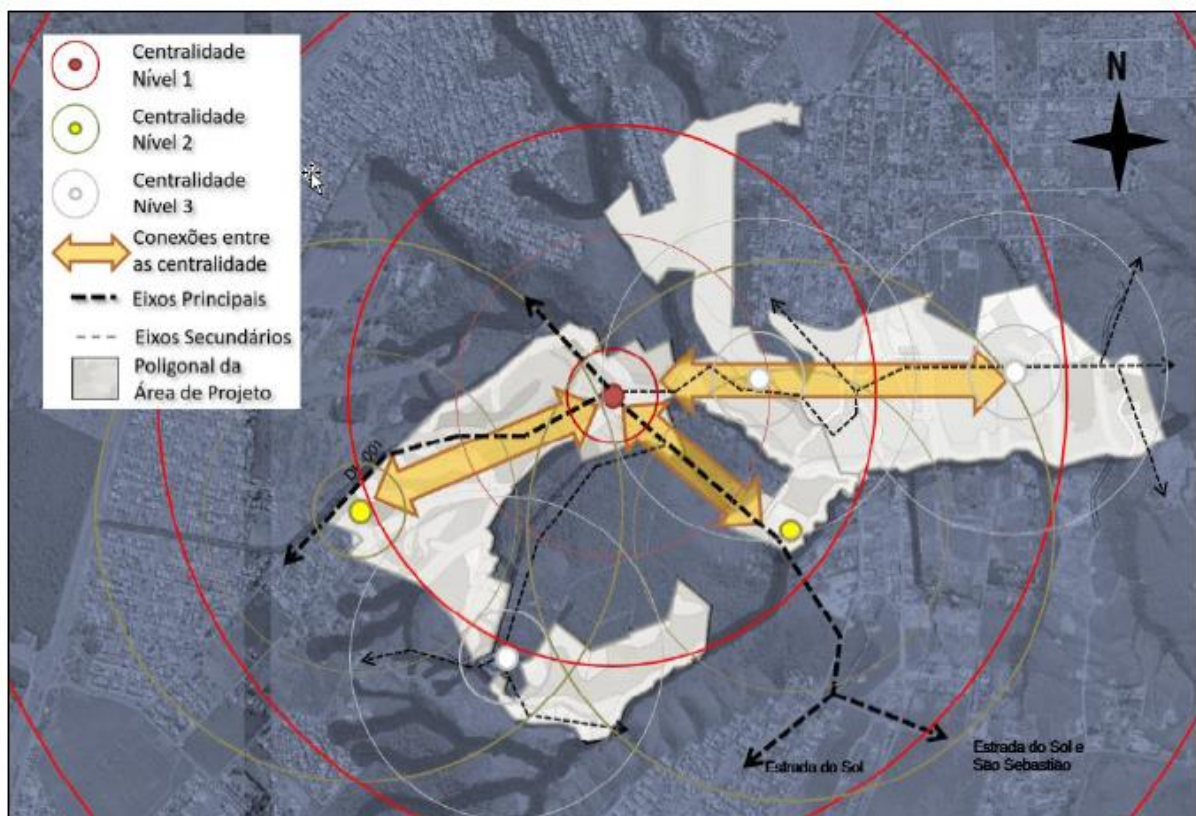 Centralidade
Nível 1
Centralidade
Nível 2
Centralidade
Nível 3
Conexões entre
as centralidade
Eixos Principais
Eixos Secundários
Poligonal da
Área de Projeto
N
Estrada do Sol
Estrada do Sol e
São Sebastião